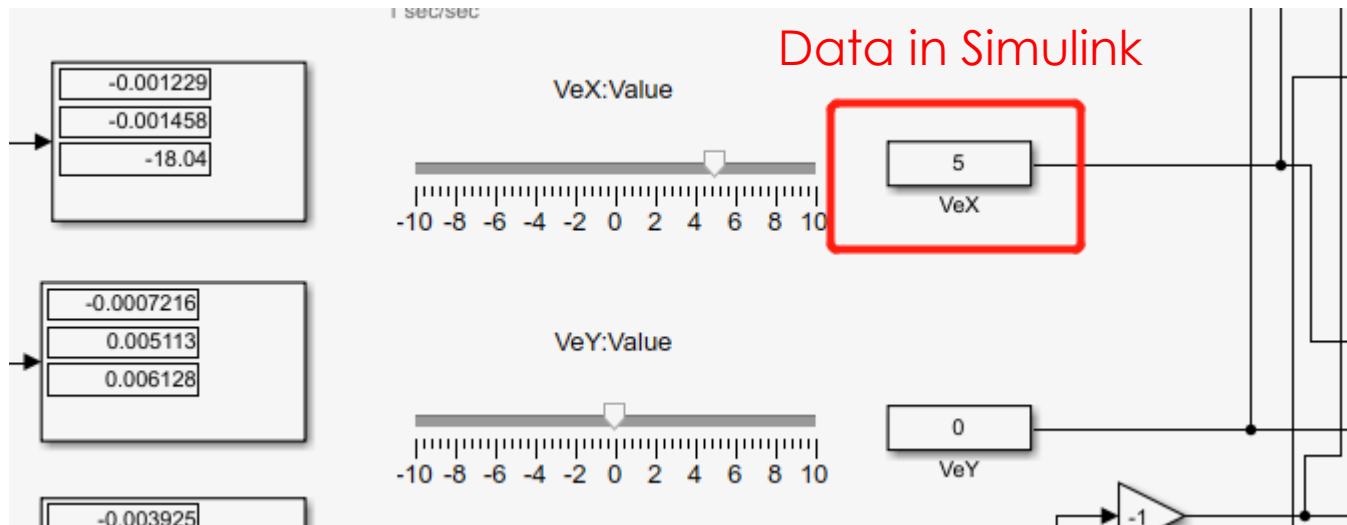 1 sec/sec
Data in Simulink
-0.001229
-0.001458
-18.04
VeX:Value
-10 -8 -6 -4 -2 0 2 4 6 8 10
5
VeX
-0.0007216
0.005113
0.006128
VeY:Value
-10 -8 -6 -4 -2 0 2 4 6 8 10
0
VeY
-0.003925
-1